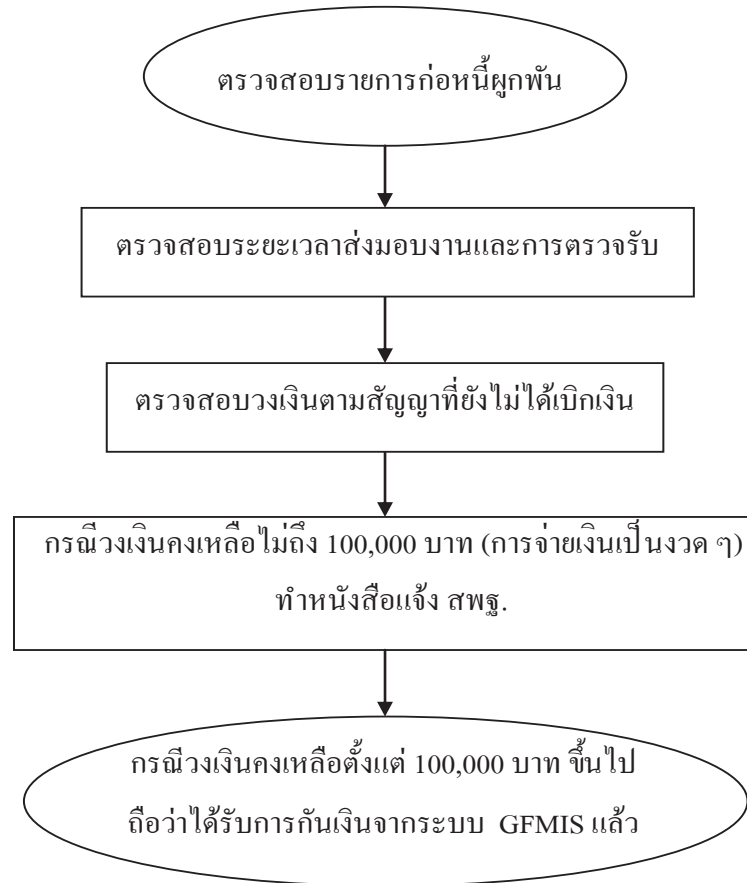 ตรวจสอบรายการก่อหนี้ผูกพัน
ตรวจสอบระยะเวลาส่งมอบงานและการตรวจรับ
ตรวจสอบวงเงินตามสัญญาที่ยังไม่ได้เบิกเงิน
กรณีวงเงินคงเหลือไม่ถึง 100,000 บาท (การจ่ายเงินเป็นงวด ๆ)
ทำหนังสือแจ้ง สพฐ.
กรณีวงเงินคงเหลือตั้งแต่ 100,000 บาท ขึ้นไป
ถือว่าได้รับการกันเงินจากระบบ GFMIS แล้ว